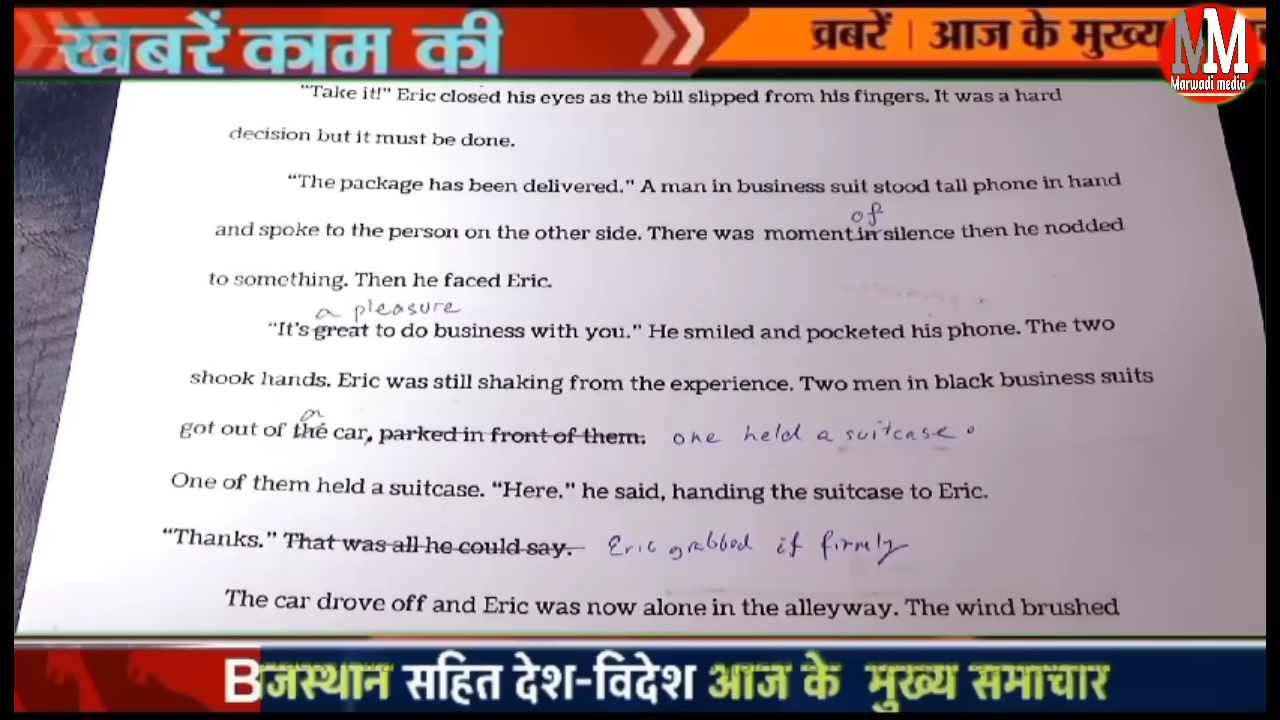 खबरें काम की
ख़बरें | आज के मुख्य
MM
Marwadi media
"Take it!" Eric closed his eyes as the bill slipped from his fingers. It was a hard
decision but it must be done.
"The package has been delivered." A man in business suit stood tall phone in hand
of
and spoke to the person on the other side. There was moment in silence then he nodded
to something. Then he faced Eric.
a pleasure
"It's great to do business with you." He smiled and pocketed his phone. The two
shook hands. Eric was still shaking from the experience. Two men in black business suits
a
got out of the car, parked in front of them. one held a suitcase.
One of them held a suitcase. "Here." he said, handing the suitcase to Eric.
"Thanks." That was all he could say. Eric grabbed it firmly
The car drove off and Eric was now alone in the alleyway. The wind brushed
Bजस्थान सहित देश-विदेश आज के मुख्य समाचार